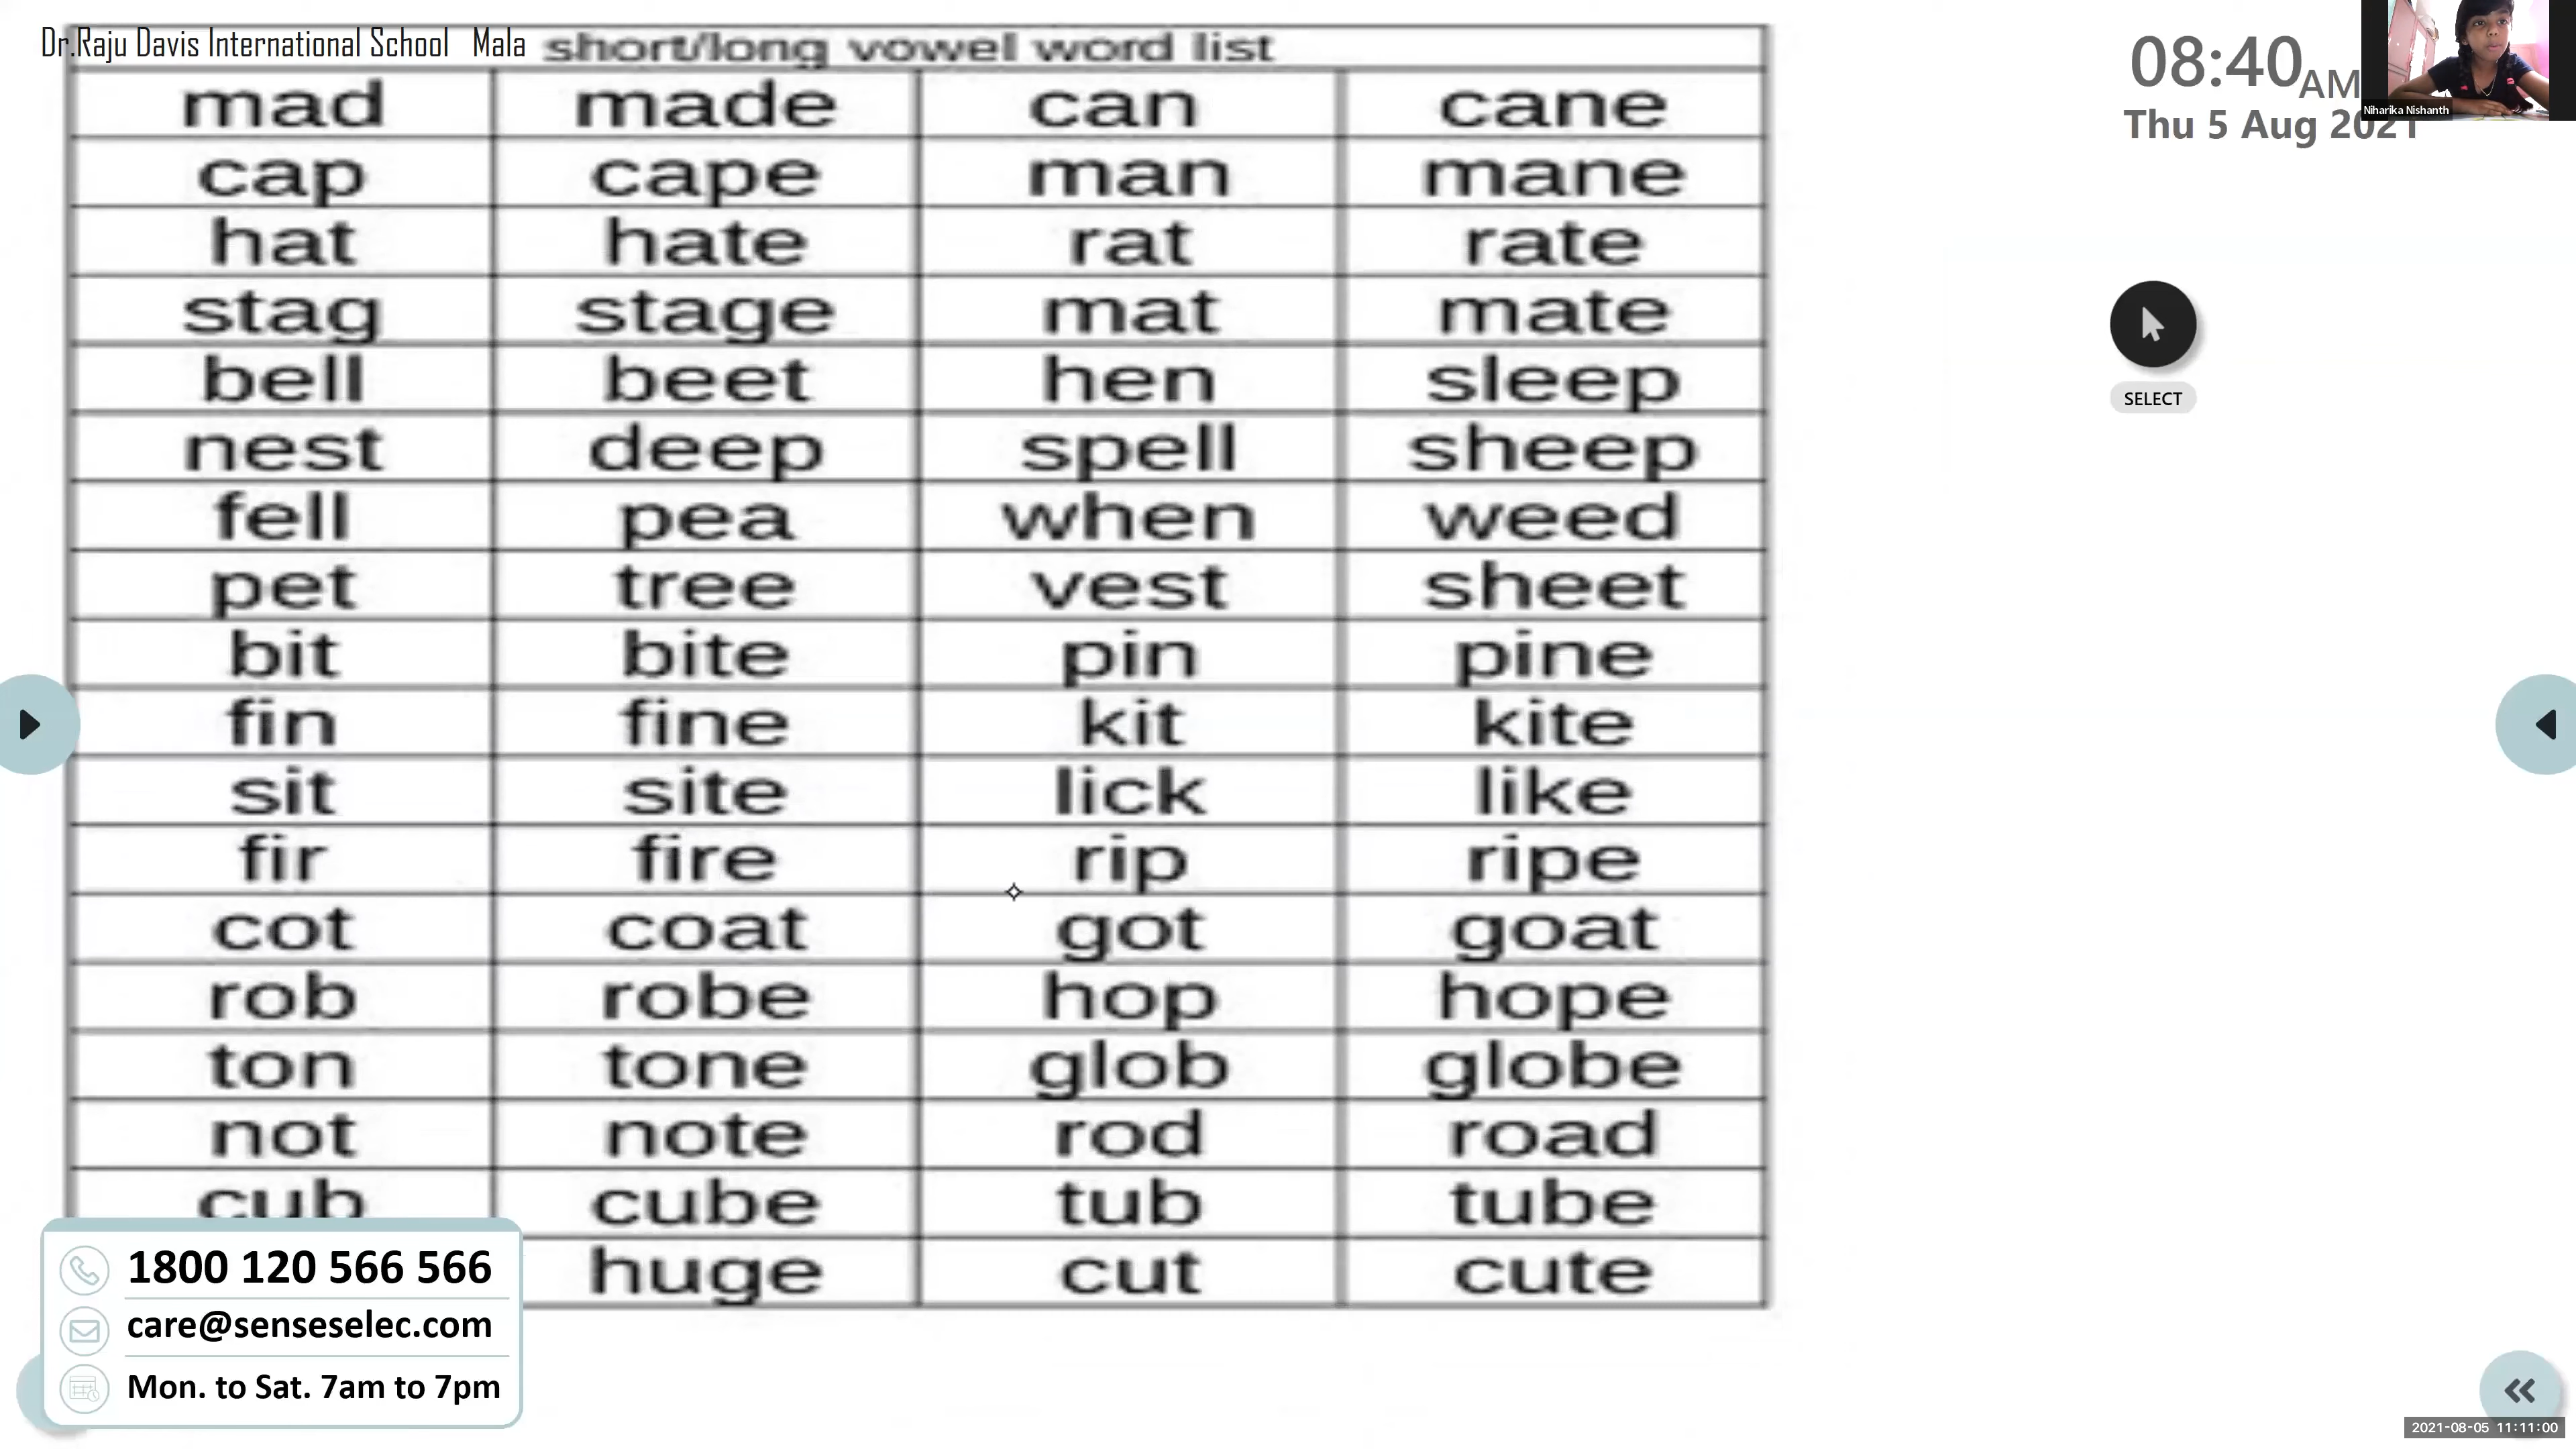 Dr.Raju Davis International School Mala
short/long vowel word list
08:40 AM
Thu 5 Aug 2021
Niharika Nishanth
mad made can cane
cap cape man mane
hat hate rat rate
stag stage mat mate
SELECT
bell beet hen sleep
nest deep spell sheep
fell pea when weed
pet tree vest sheet
bit bite pin pine
fin fine kit kite
sit site lick like
fir fire rip ripe
cot coat got goat
rob robe hop hope
ton tone glob globe
not note rod road
cub cube tub tube
huge cut cute
1800 120 566 566
care@senseselec.com
Mon. to Sat. 7am to 7pm
2021-08-05 11:11:00